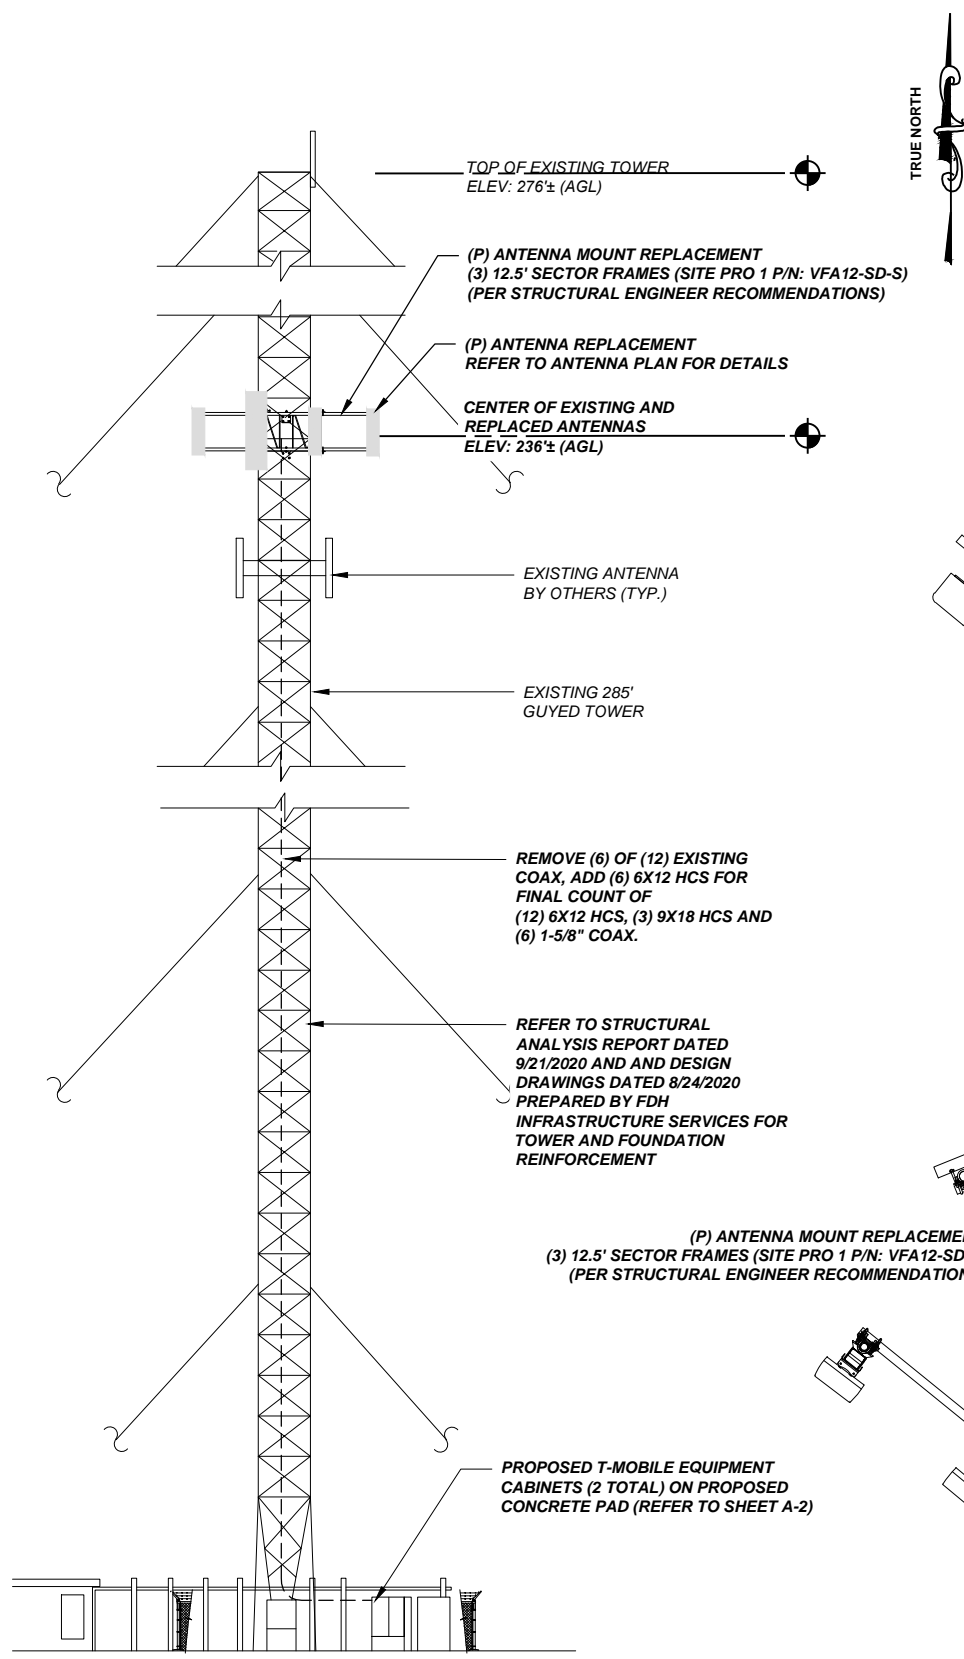 TRUE NORTH
TOP OF EXISTING TOWER
ELEV: 276'± (AGL)
(P) ANTENNA MOUNT REPLACEMENT
(3) 12.5' SECTOR FRAMES (SITE PRO 1 P/N: VFA12-SD-S)
(PER STRUCTURAL ENGINEER RECOMMENDATIONS)
(P) ANTENNA REPLACEMENT
REFER TO ANTENNA PLAN FOR DETAILS
CENTER OF EXISTING AND
REPLACED ANTENNAS
ELEV: 236'± (AGL)
EXISTING ANTENNA
BY OTHERS (TYP.)
EXISTING 285'
GUYED TOWER
REMOVE (6) OF (12) EXISTING
COAX, ADD (6) 6X12 HCS FOR
FINAL COUNT OF
(12) 6X12 HCS, (3) 9X18 HCS AND
(6) 1-5/8" COAX.
REFER TO STRUCTURAL
ANALYSIS REPORT DATED
9/21/2020 AND AND DESIGN
DRAWINGS DATED 8/24/2020
PREPARED BY FDH
INFRASTRUCTURE SERVICES FOR
TOWER AND FOUNDATION
REINFORCEMENT
(P) ANTENNA MOUNT REPLACEME
(3) 12.5' SECTOR FRAMES (SITE PRO 1 P/N: VFA12-SD
(PER STRUCTURAL ENGINEER RECOMMENDATION
PROPOSED T-MOBILE EQUIPMENT
CABINETS (2 TOTAL) ON PROPOSED
CONCRETE PAD (REFER TO SHEET A-2)